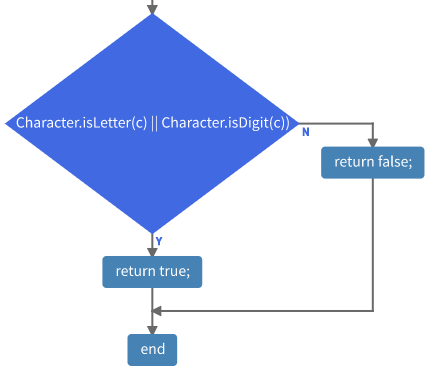 Character.isLetter(c) || Character.isDigit(c))
N
return false;
Y
return true;
end